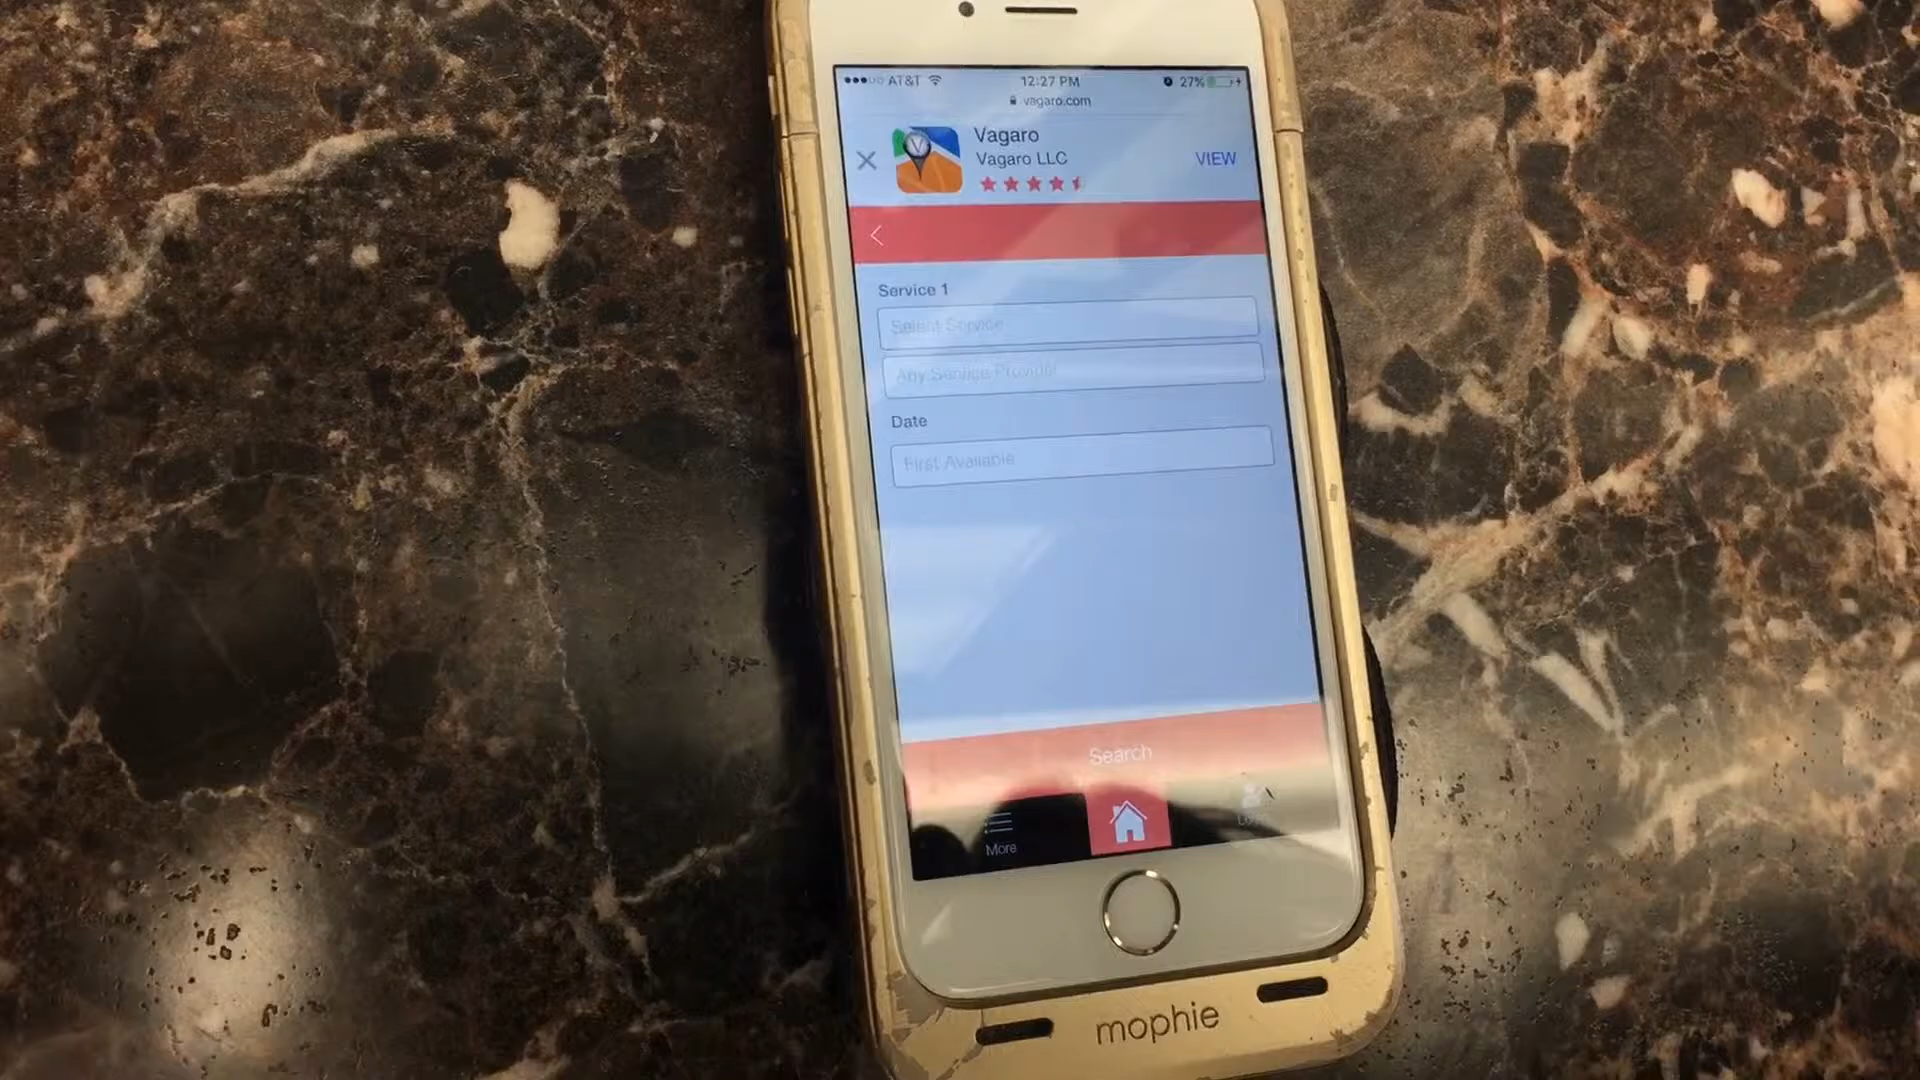 AT&T 12:27 PM 27%
vagaro.com
Vagaro
Vagaro LLC
VIEW
Service 1
Select Service
Any Service Provider
Date
First Available
Search
More
mophie